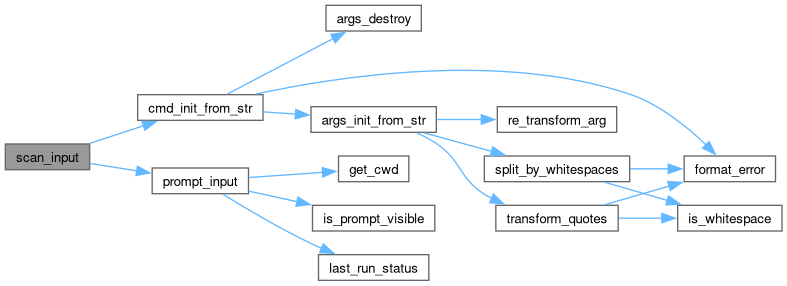 scan_input
cmd_init_from_str
prompt_input
args_destroy
args_init_from_str
get_cwd
is_prompt_visible
last_run_status
re_transform_arg
split_by_whitespaces
transform_quotes
format_error
is_whitespace